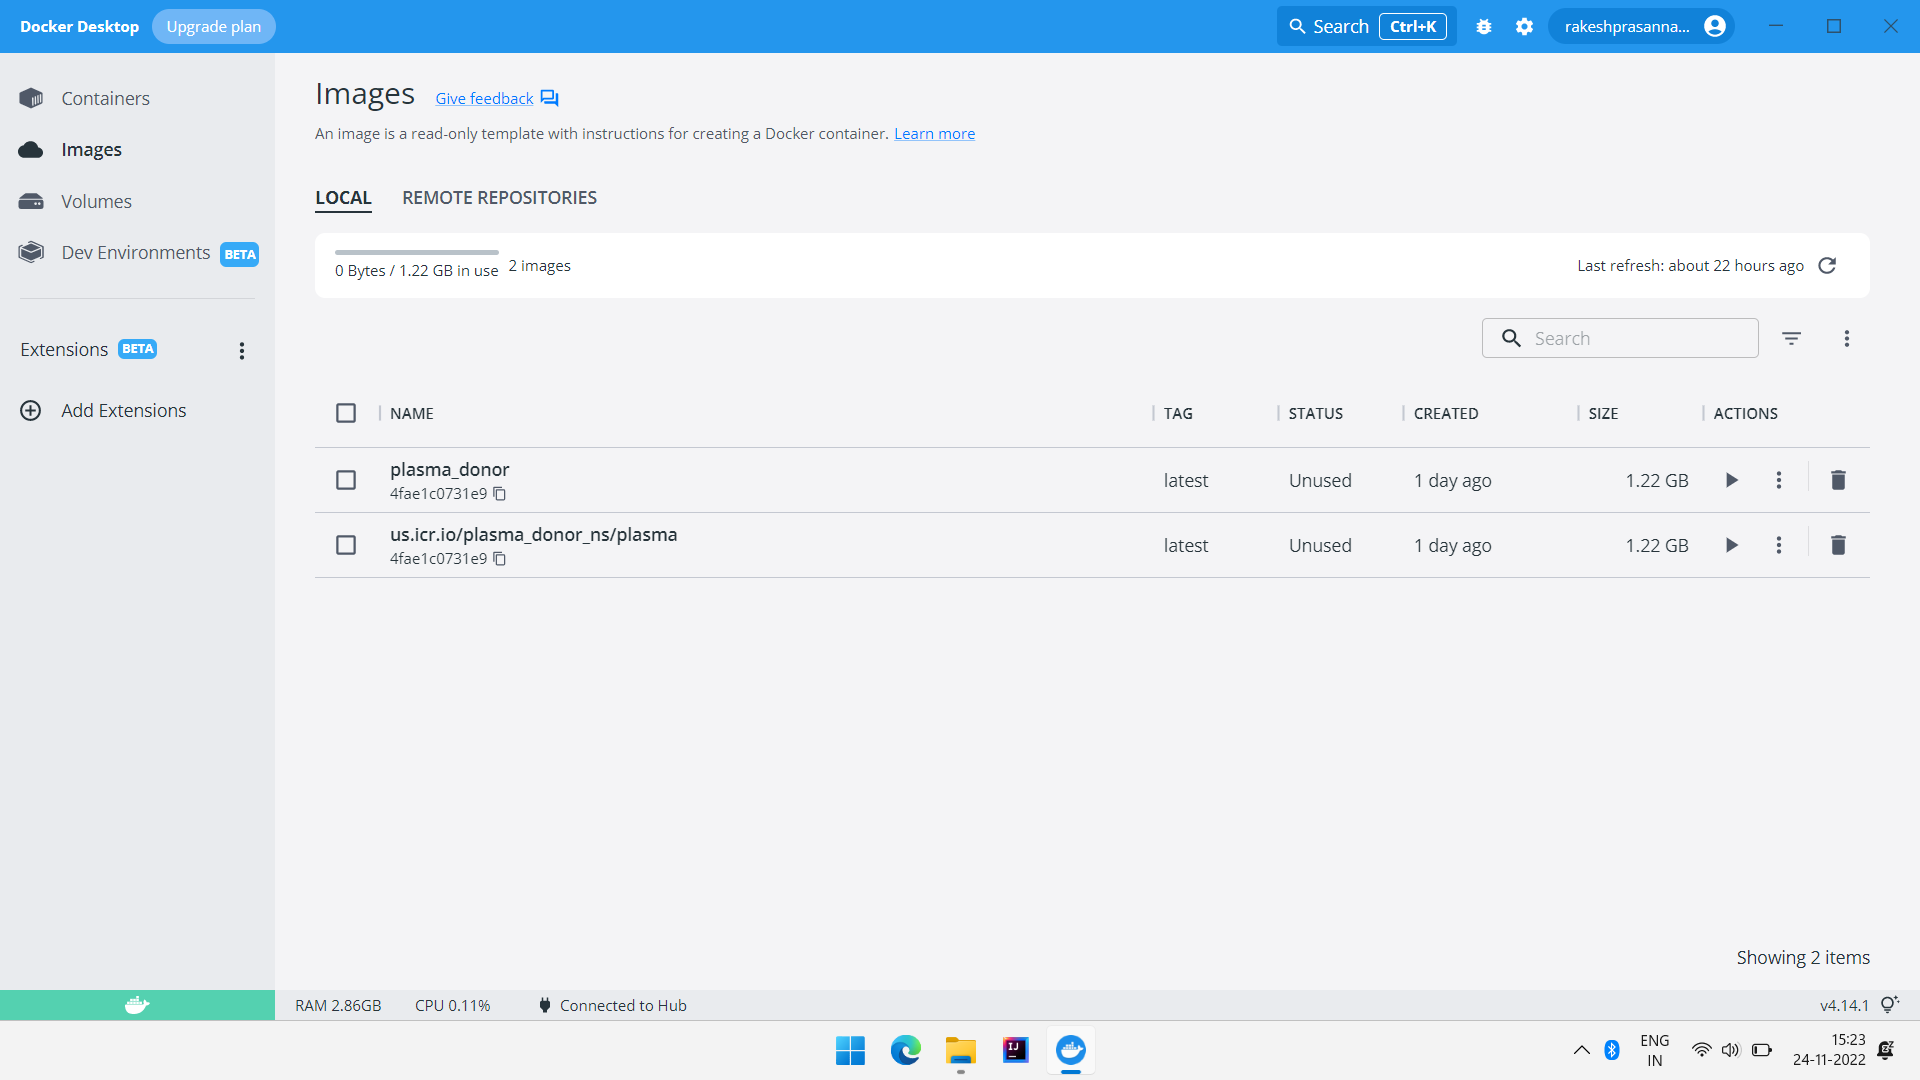 Docker Desktop
Upgrade plan
Search
Ctrl+K
rakeshprasanna...
Containers
Images
Volumes
Dev Environments
BETA
Extensions
BETA
Add Extensions
Images
Give feedback
An image is a read-only template with instructions for creating a Docker container. Learn more
LOCAL
REMOTE REPOSITORIES
0 Bytes / 1.22 GB in use
2 images
Last refresh: about 22 hours ago
Search
NAME
TAG
STATUS
CREATED
SIZE
ACTIONS
plasma_donor
4fae1c0731e9
latest
Unused
1 day ago
1.22 GB
us.icr.io/plasma_donor_ns/plasma
4fae1c0731e9
latest
Unused
1 day ago
1.22 GB
Showing 2 items
RAM 2.86GB
CPU 0.11%
Connected to Hub
v4.14.1
IJ
ENG
IN
15:23
24-11-2022